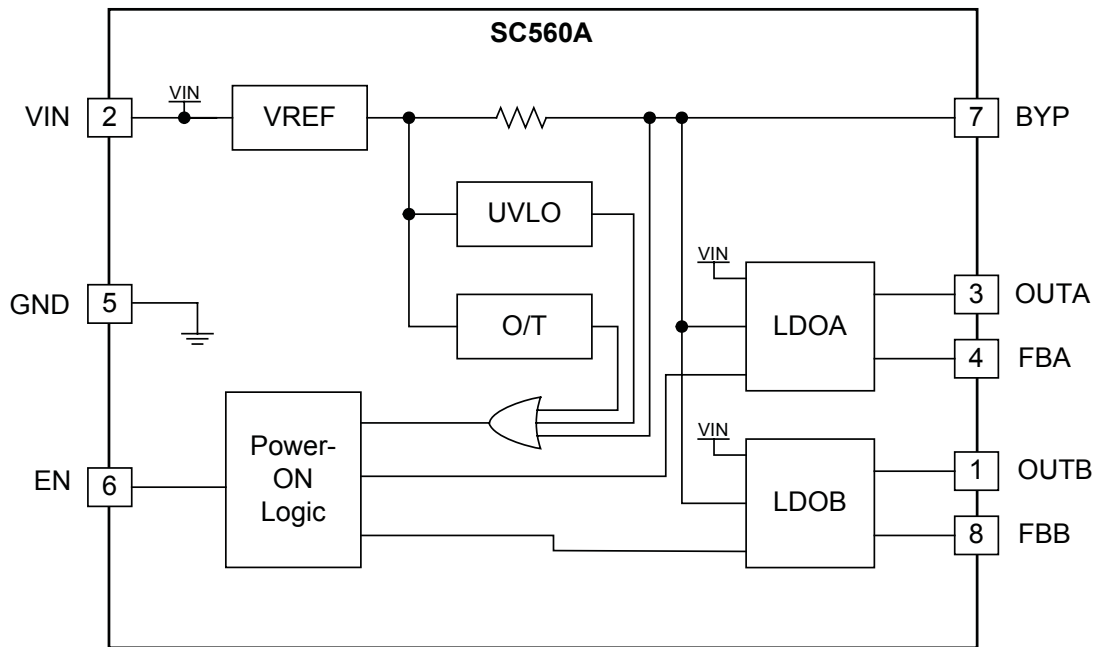 SC560A
VIN
2
VIN
VREF
7
BYP
UVLO
GND
5
O/T
VIN
LDOA
3
OUTA
4
FBA
EN
6
Power-
ON
Logic
VIN
LDOB
1
OUTB
8
FBB